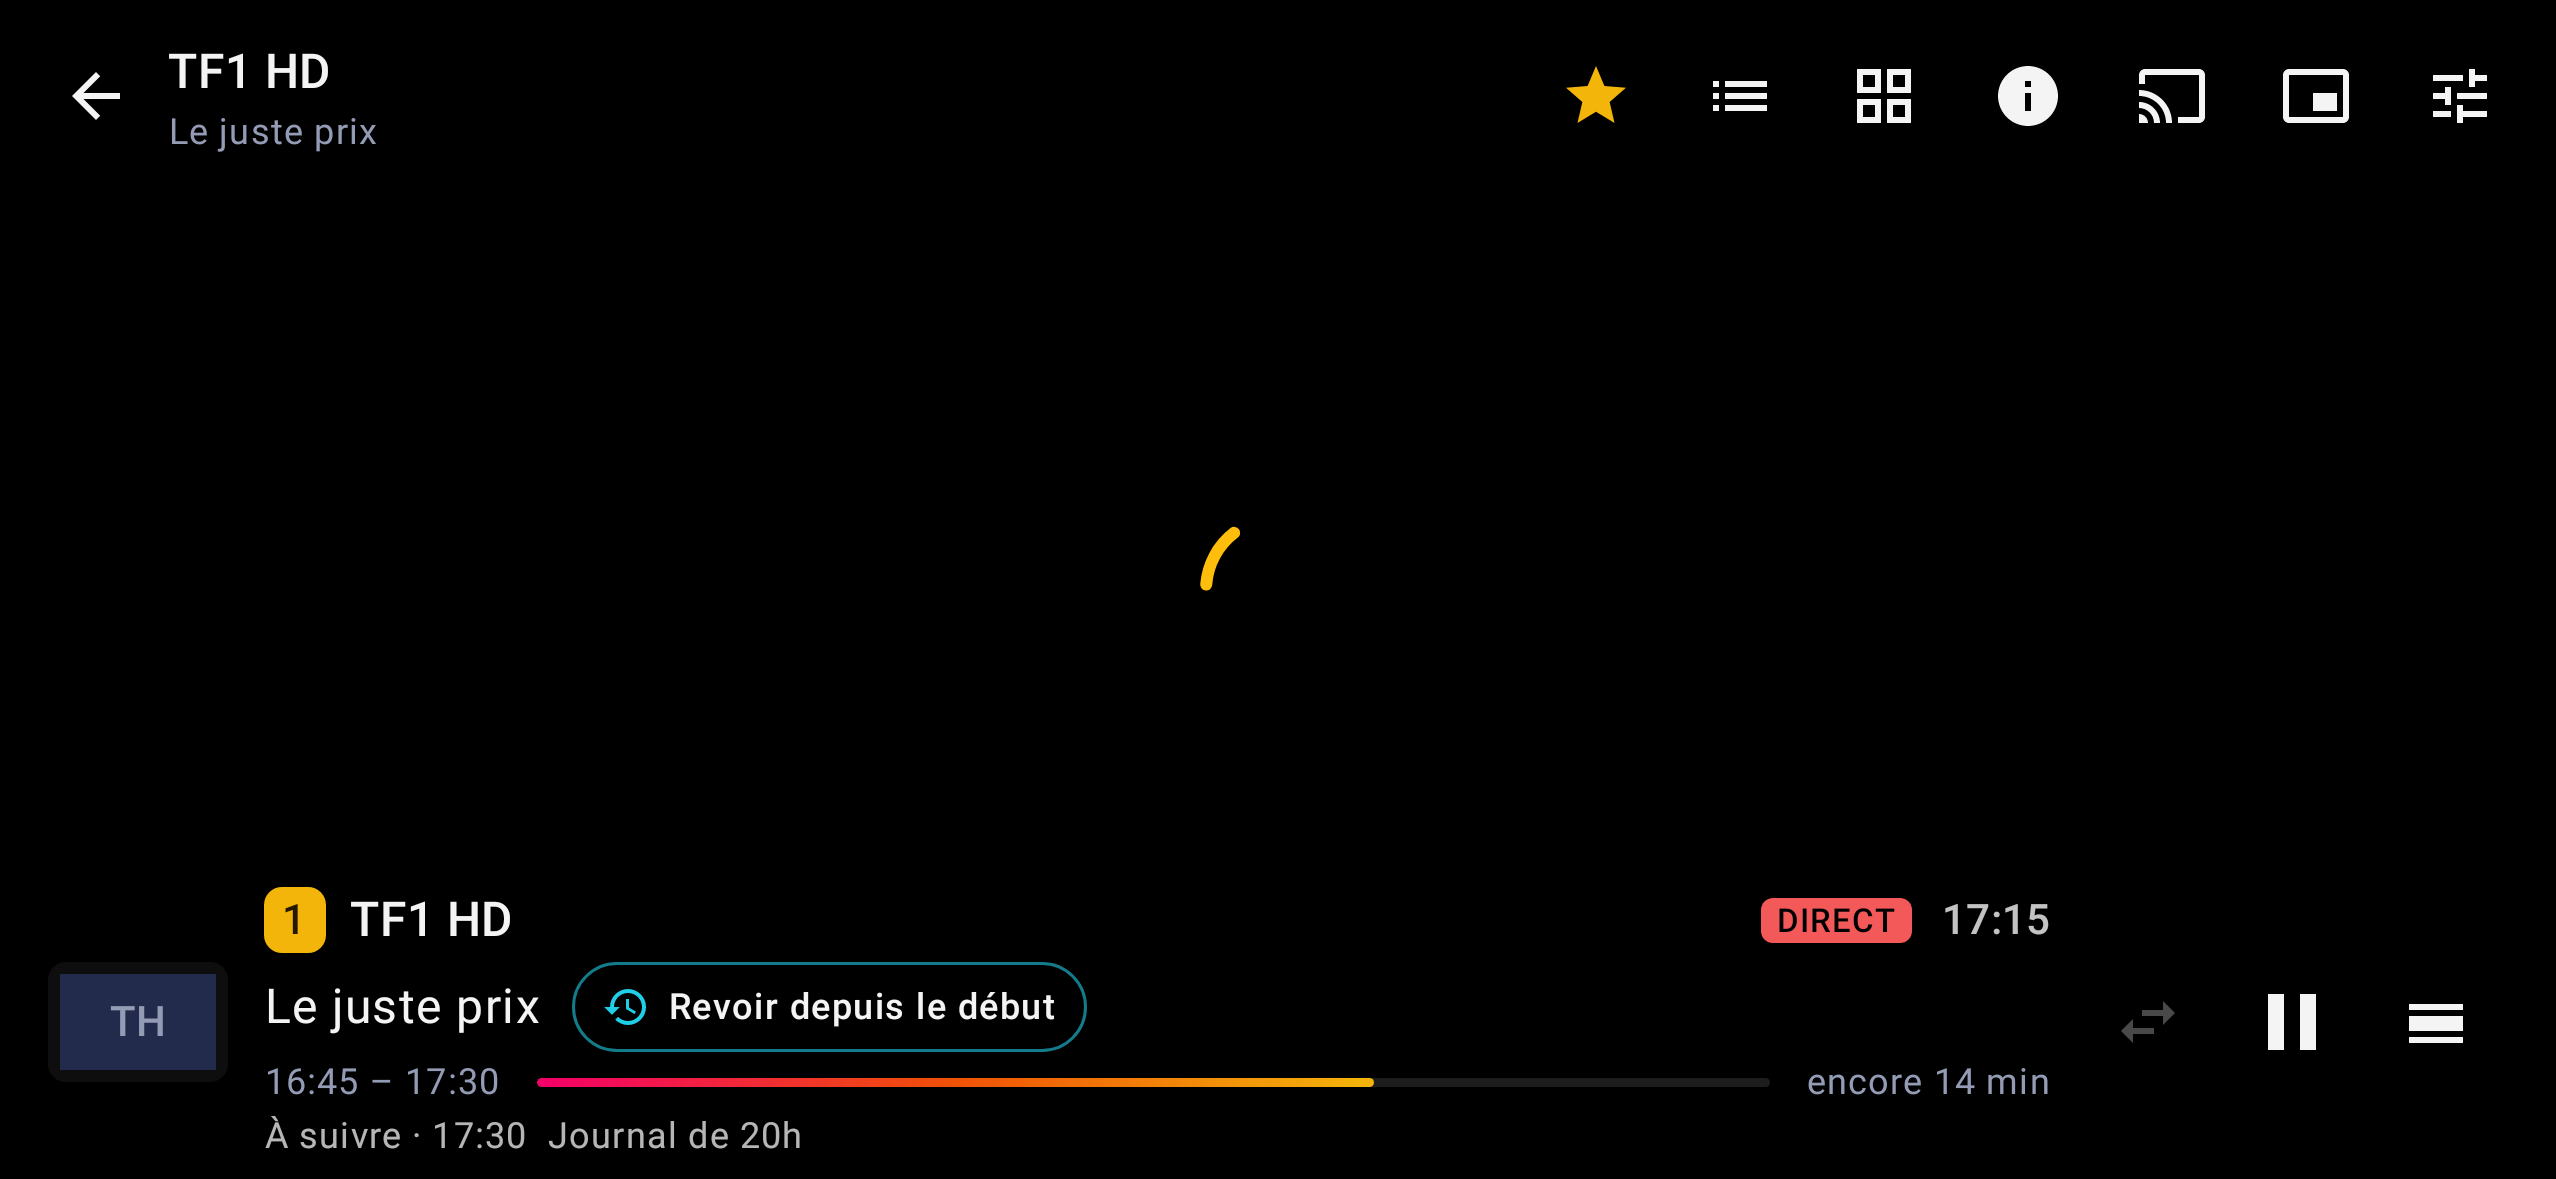 TF1 HD
Le juste prix
1 TF1 HD
DIRECT 17:15
TH
Le juste prix
Revoir depuis le début
16:45 – 17:30
encore 14 min
À suivre · 17:30 Journal de 20h